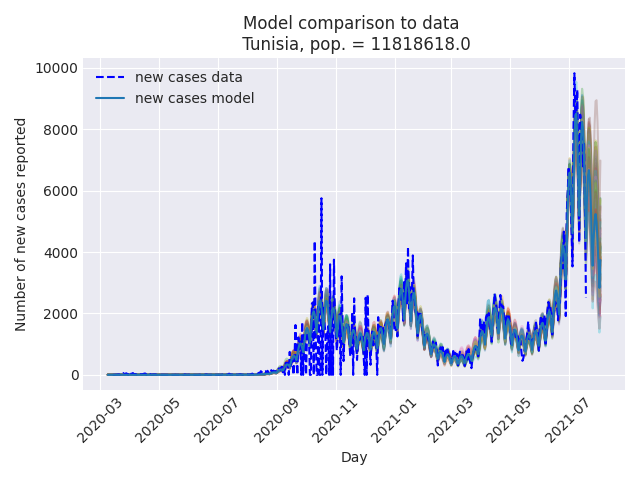 Model comparison to data
Tunisia, pop. = 11818618.0
new cases data
new cases model
Number of new cases reported
10000
8000
6000
4000
2000
0
2020-03
2020-05
2020-07
2020-09
2020-11
2021-01
2021-03
2021-05
2021-07
Day